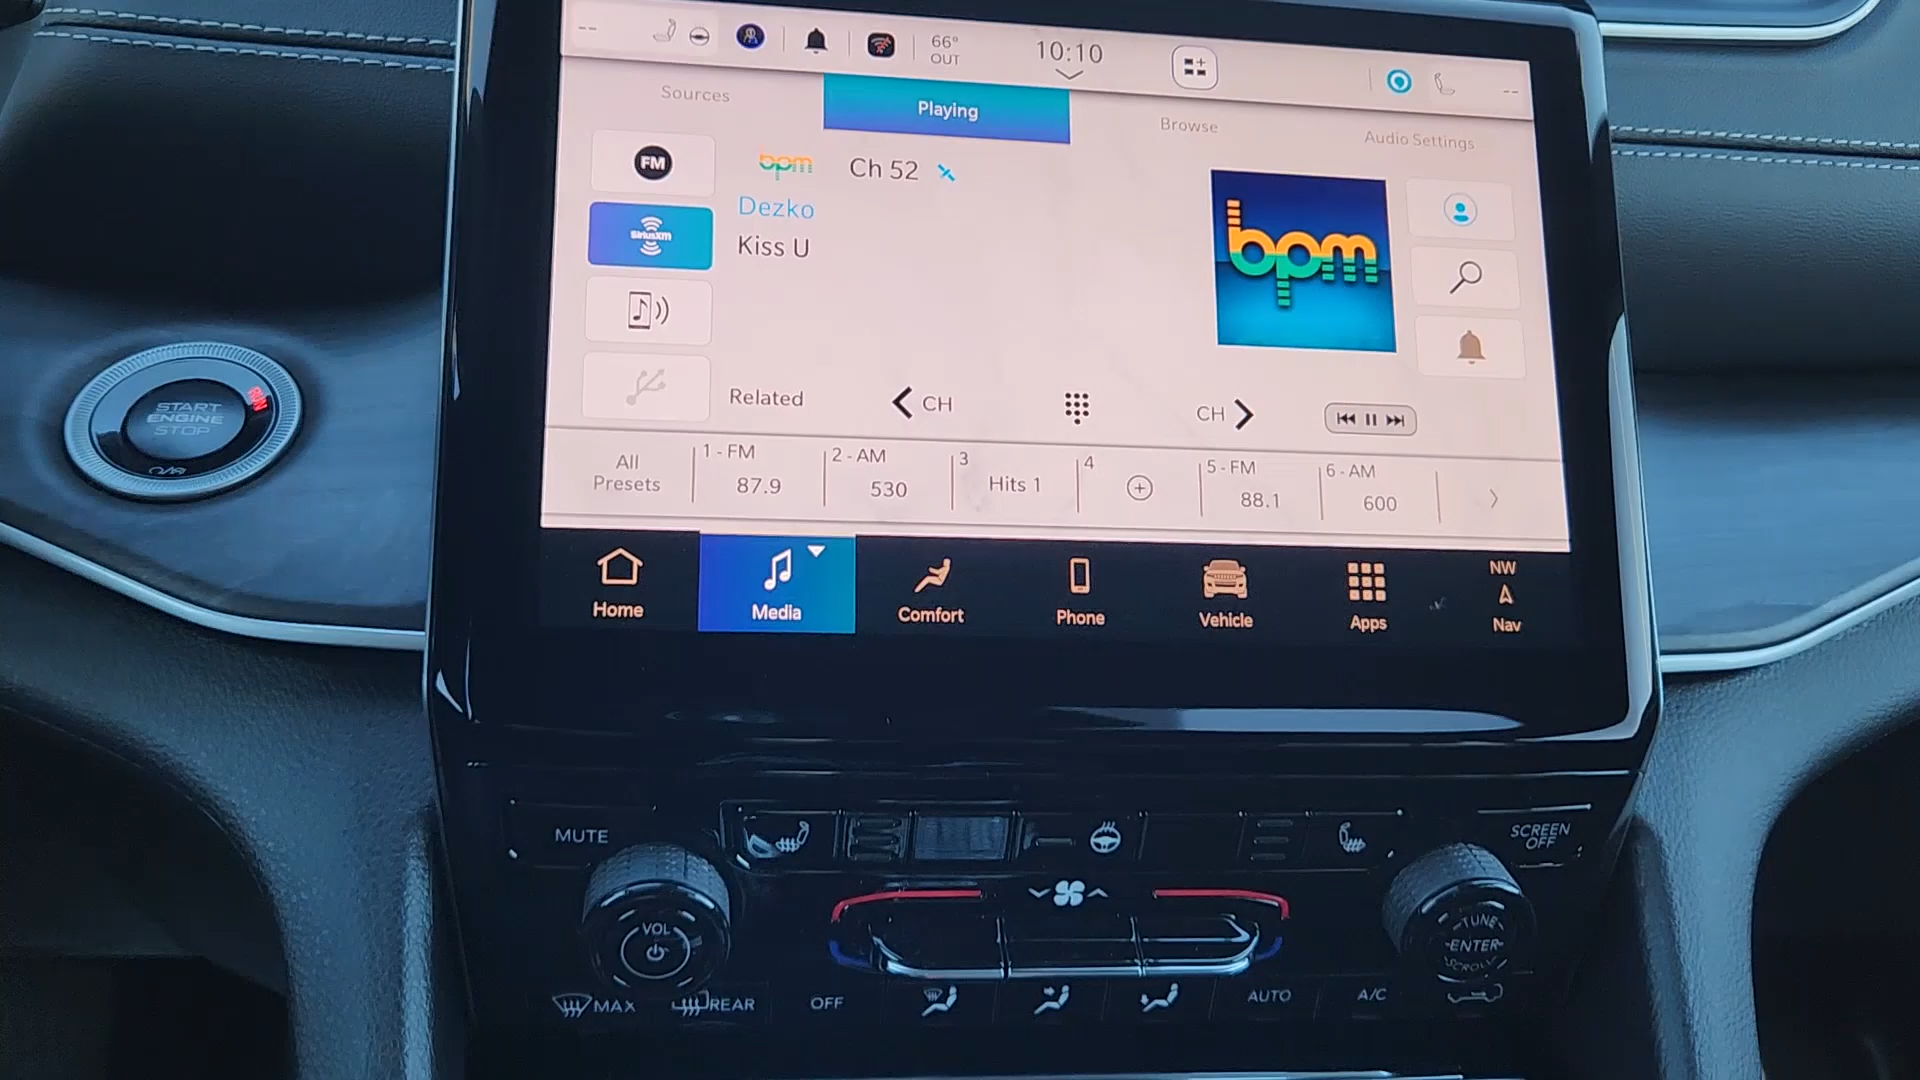 --
66°
OUT
10:10
--
Sources
Playing
Browse
Audio Settings
FM
bpm
Ch 52
SiriusXM
Dezko
Kiss U
bpm
Related
CH
CH
All
Presets
1 - FM
87.9
2 - AM
530
3
Hits 1
4
5 - FM
88.1
6 - AM
600
Home
Media
Comfort
Phone
Vehicle
Apps
NW
Nav
START
ENGINE
STOP
RUN
MUTE
SCREEN
OFF
VOL
TUNE
ENTER
SCROLL
MAX
REAR
OFF
AUTO
A/C